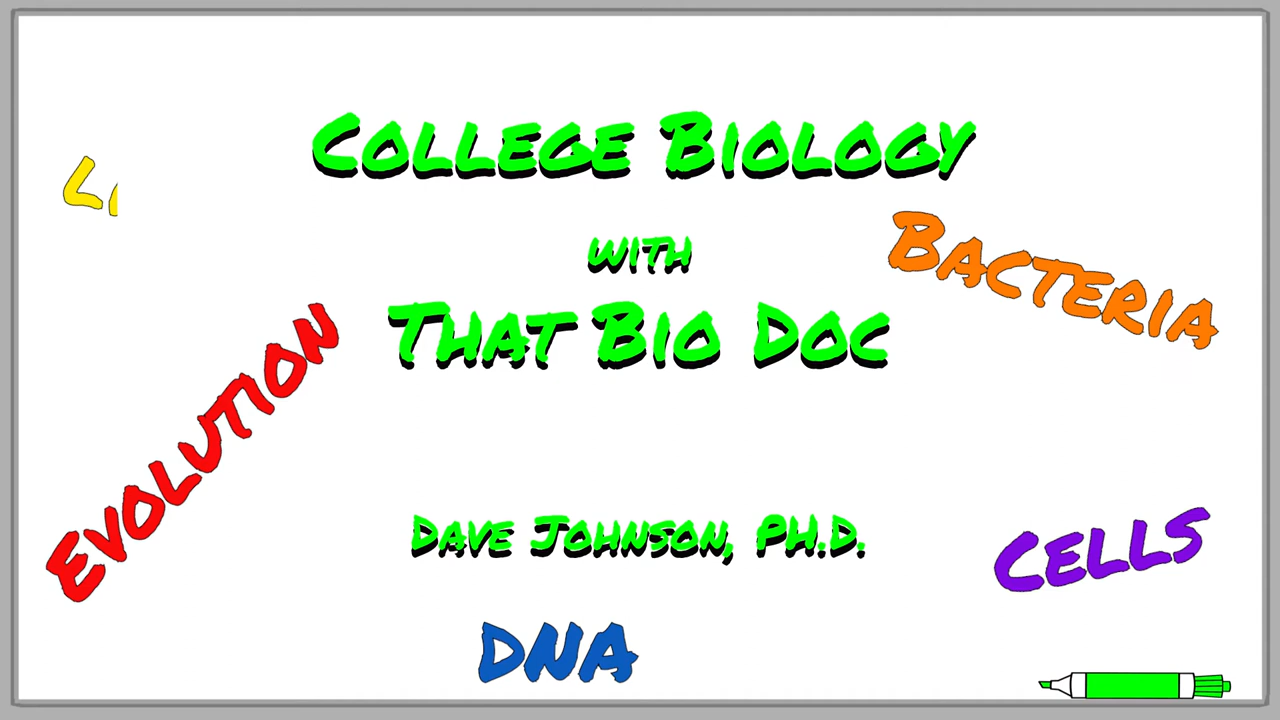 College Biology
with
That Bio Doc
Bacteria
Evolution
Dave Johnson, PH.D.
Cells
DNA